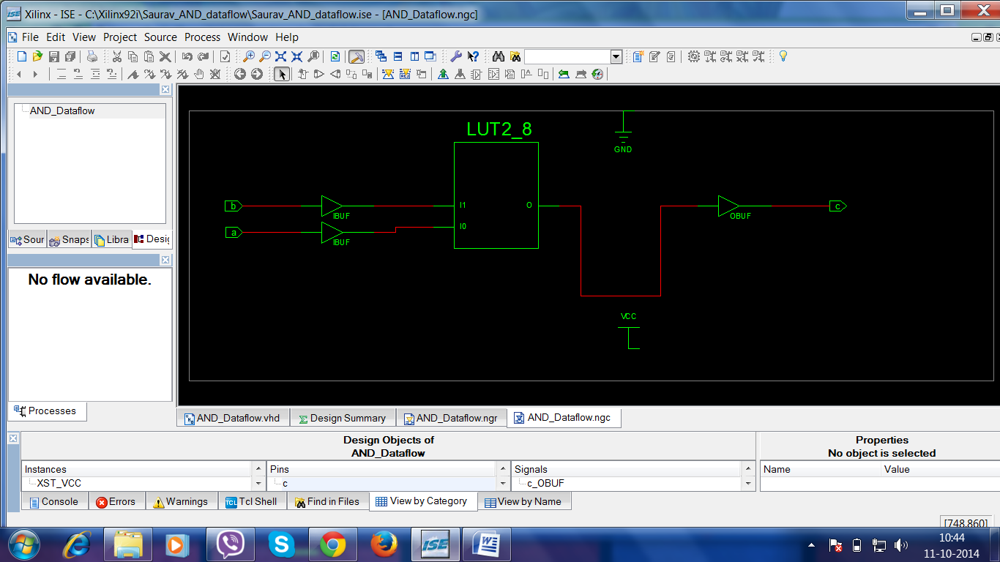 Xilinx - ISE - C:\Xilinx92i\Saurav_AND_dataflow\Saurav_AND_dataflow.ise - [AND_Dataflow.ngc]
File Edit View Project Source Process Window Help
AND_Dataflow
Sour Snaps Libra Desig
No flow available.
Processes
LUT2_8
GND
b IBUF I1 O OBUF c
a IBUF I0
VCC
AND_Dataflow.vhd Design Summary AND_Dataflow.ngr AND_Dataflow.ngc
Design Objects of
AND_Dataflow
Properties
No object is selected
Instances Pins Signals Name Value
XST_VCC c c_OBUF
Console Errors Warnings TCL Tcl Shell Find in Files View by Category View by Name
[748,860]
ISE
10:44
11-10-2014